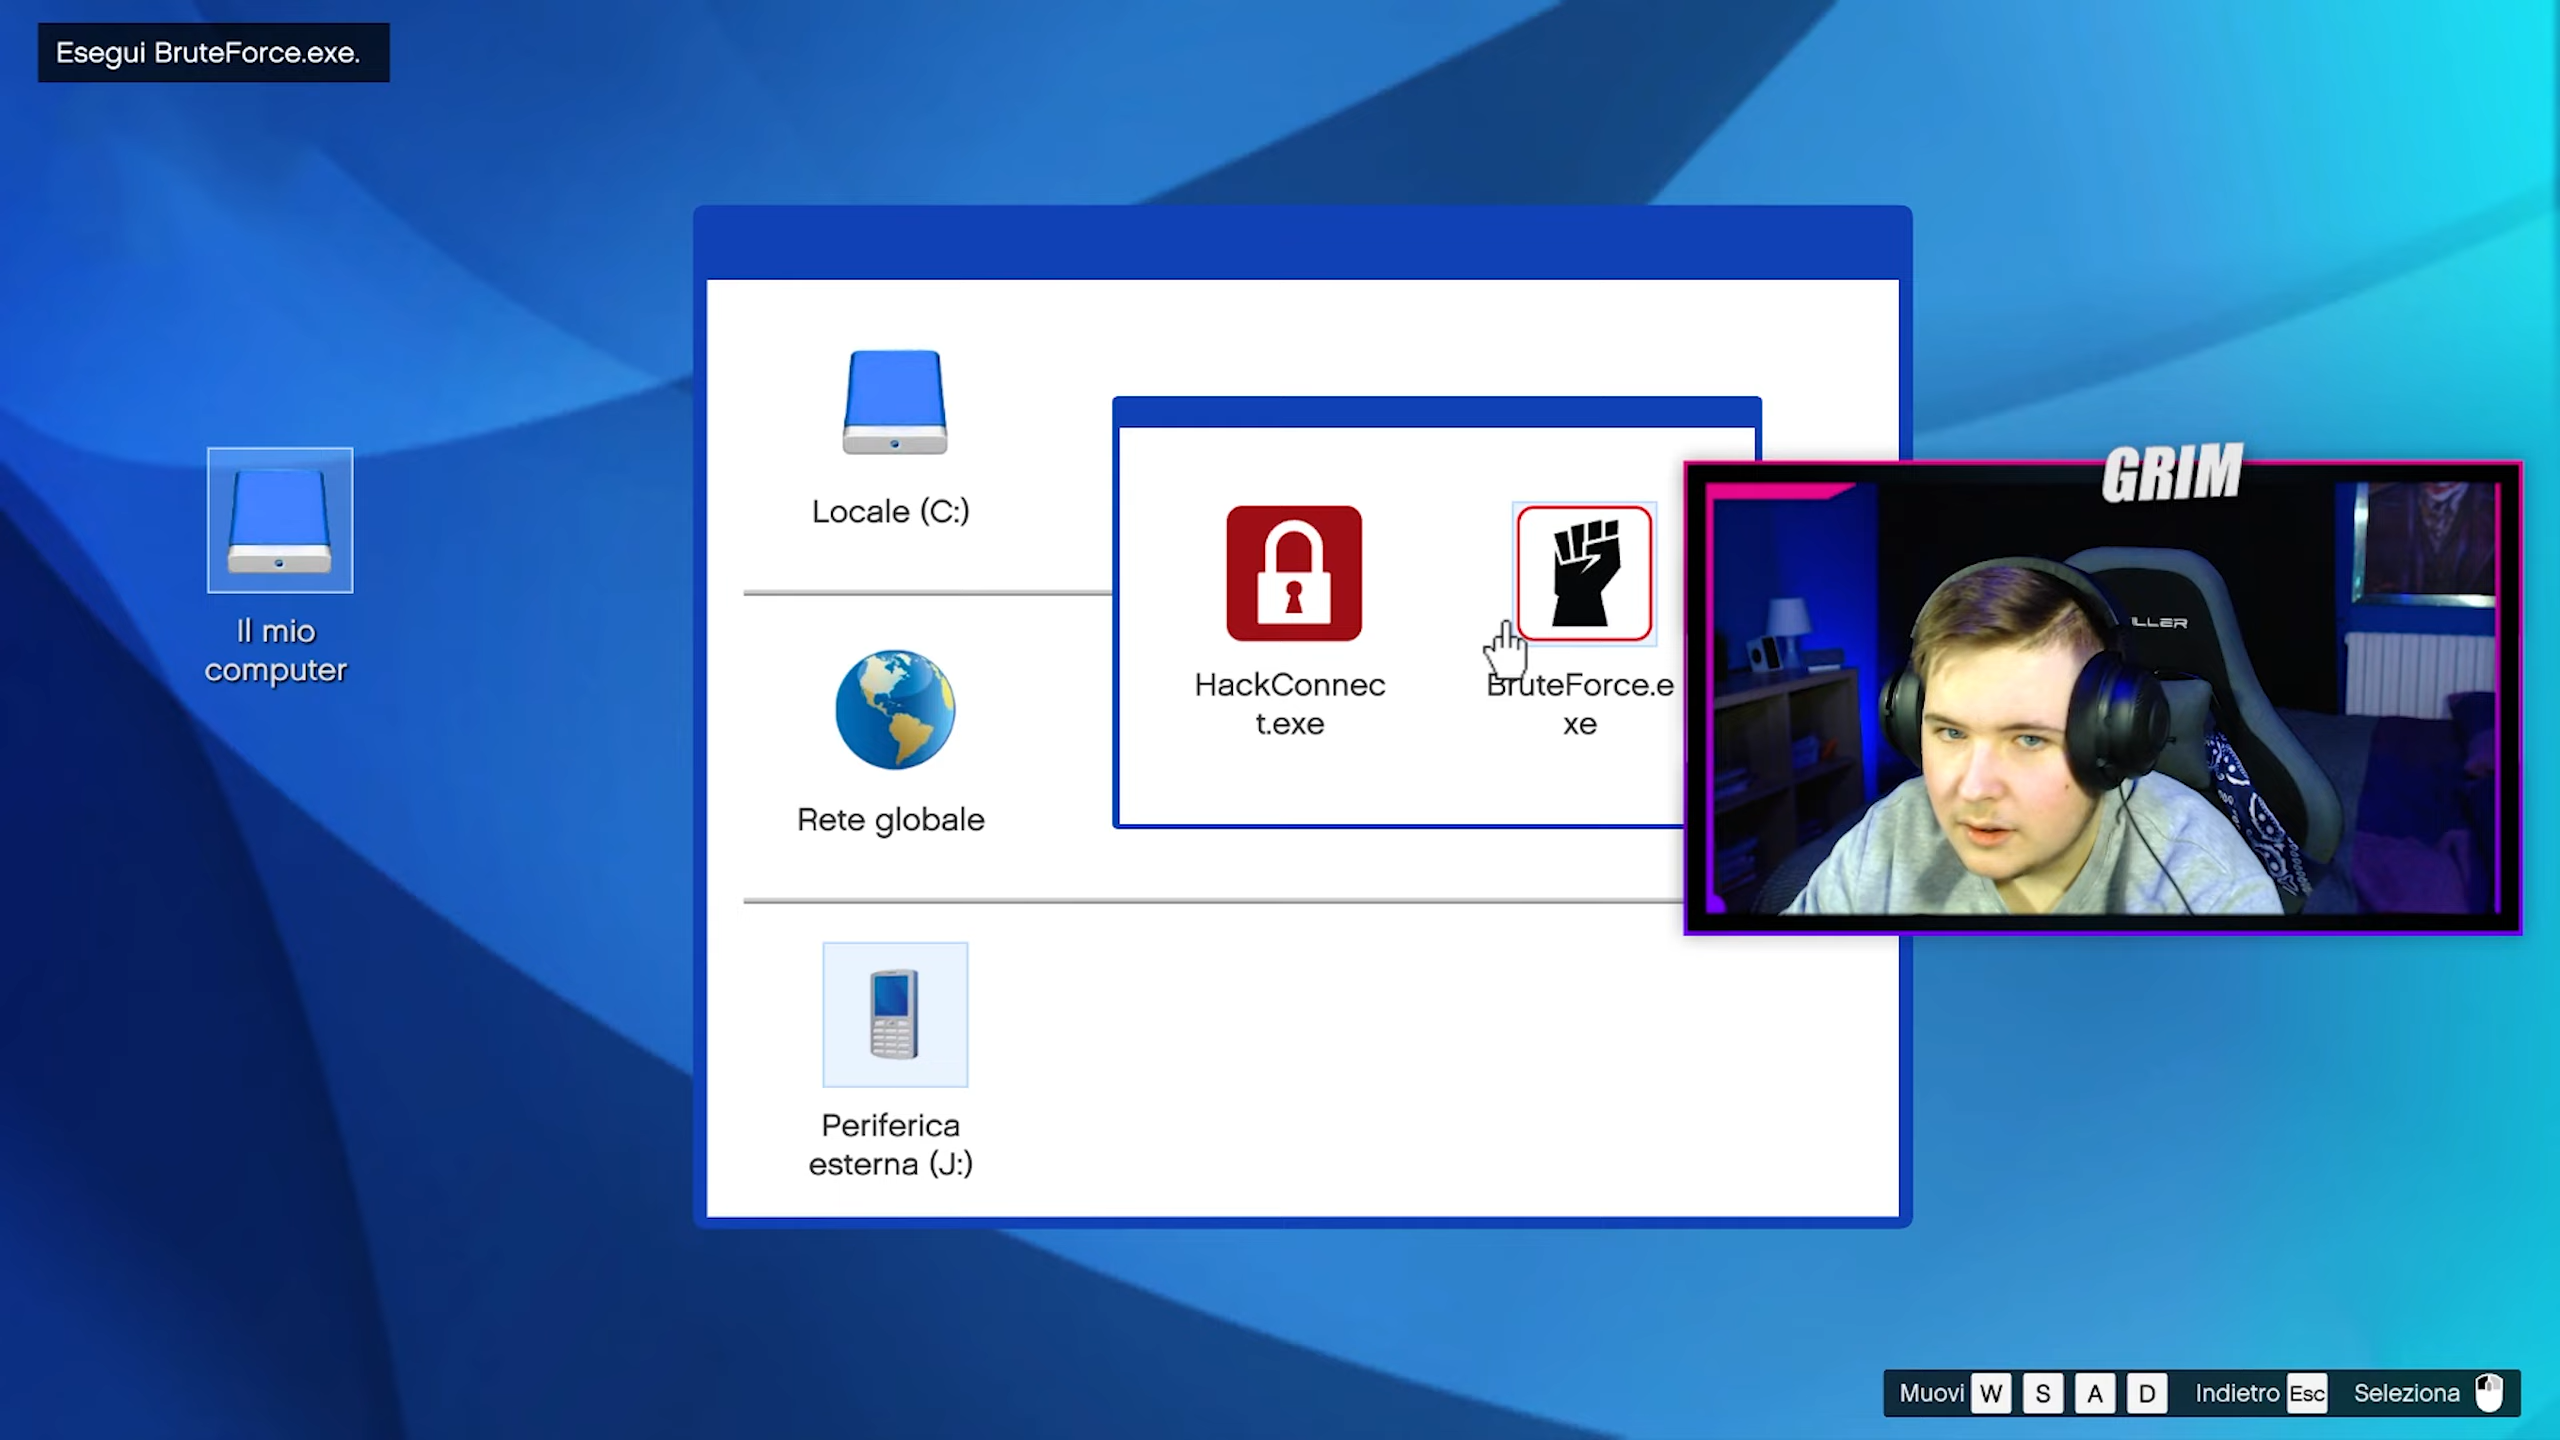 Esegui BruteForce.exe.
Il mio
computer
Locale (C:)
Rete globale
Periferica
esterna (J:)
HackConnec
t.exe
BruteForce.e
xe
GRIM
ILLER
Muovi W S A D Indietro Esc Seleziona